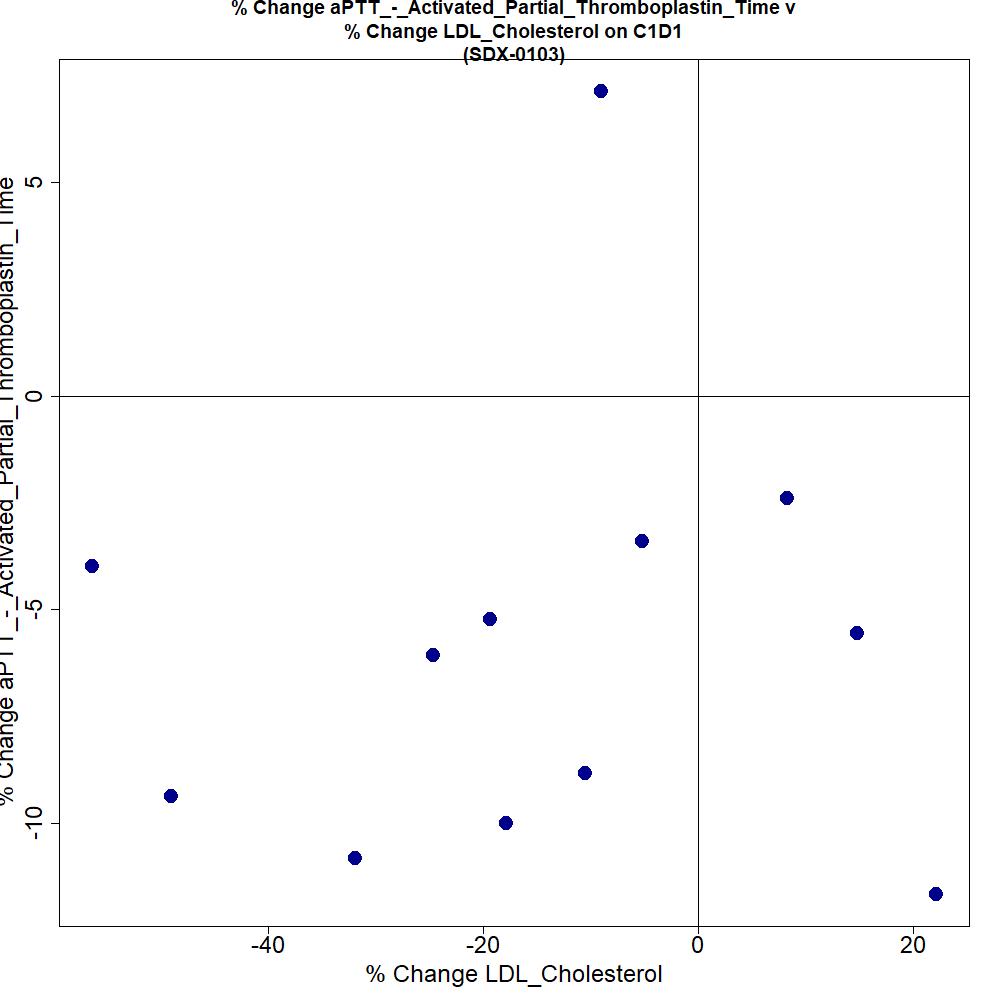 % Change aPTT_-_Activated_Partial_Thromboplastin_Time v
% Change LDL_Cholesterol on C1D1
(SDX-0103)
% Change aPTT_-_Activated_Partial_Thromboplastin_Time
5
0
-5
-10
-40
-20
0
20
% Change LDL_Cholesterol